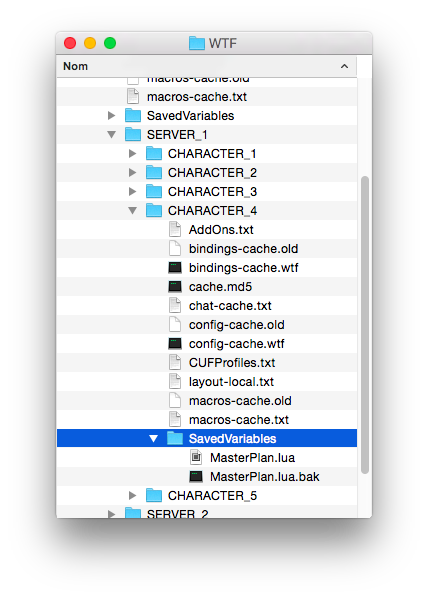 WTF
Nom
macros-cache.old
macros-cache.txt
SavedVariables
SERVER_1
CHARACTER_1
CHARACTER_2
CHARACTER_3
CHARACTER_4
AddOns.txt
bindings-cache.old
bindings-cache.wtf
cache.md5
chat-cache.txt
config-cache.old
config-cache.wtf
CUFProfiles.txt
layout-local.txt
macros-cache.old
macros-cache.txt
SavedVariables
MasterPlan.lua
MasterPlan.lua.bak
CHARACTER_5
SERVER_2